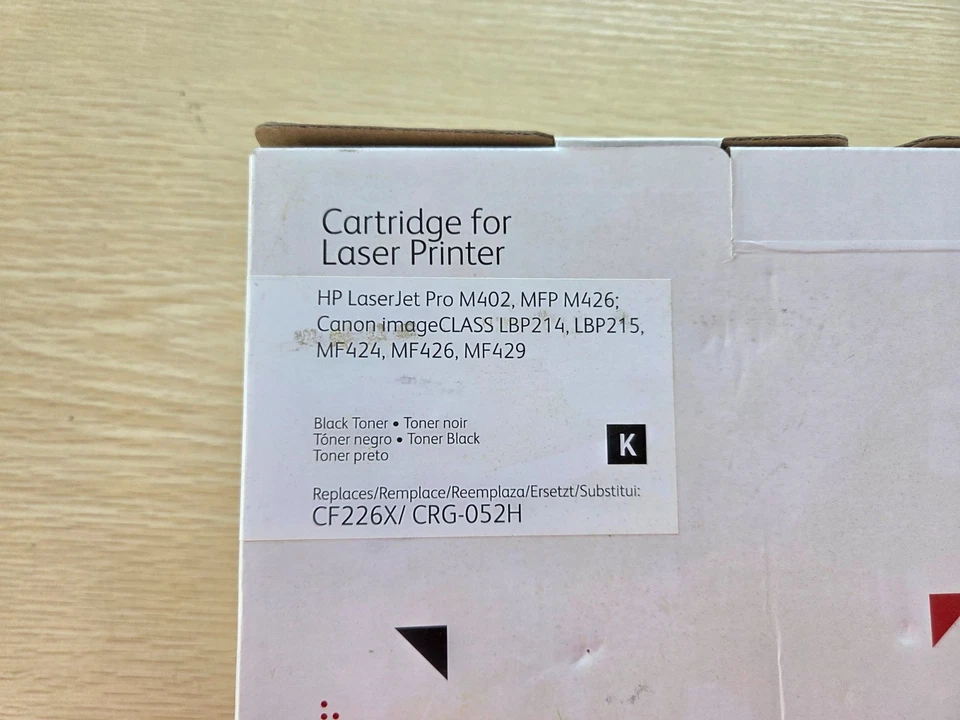 Cartridge for
Laser Printer
HP LaserJet Pro M402, MFP M426;
Canon imageCLASS LBP214, LBP215,
MF424, MF426, MF429
Black Toner • Toner noir
Tóner negro • Toner Black
Toner preto
K
Replaces/Remplace/Reemplaza/Ersetzt/Substitui:
CF226X/ CRG-052H